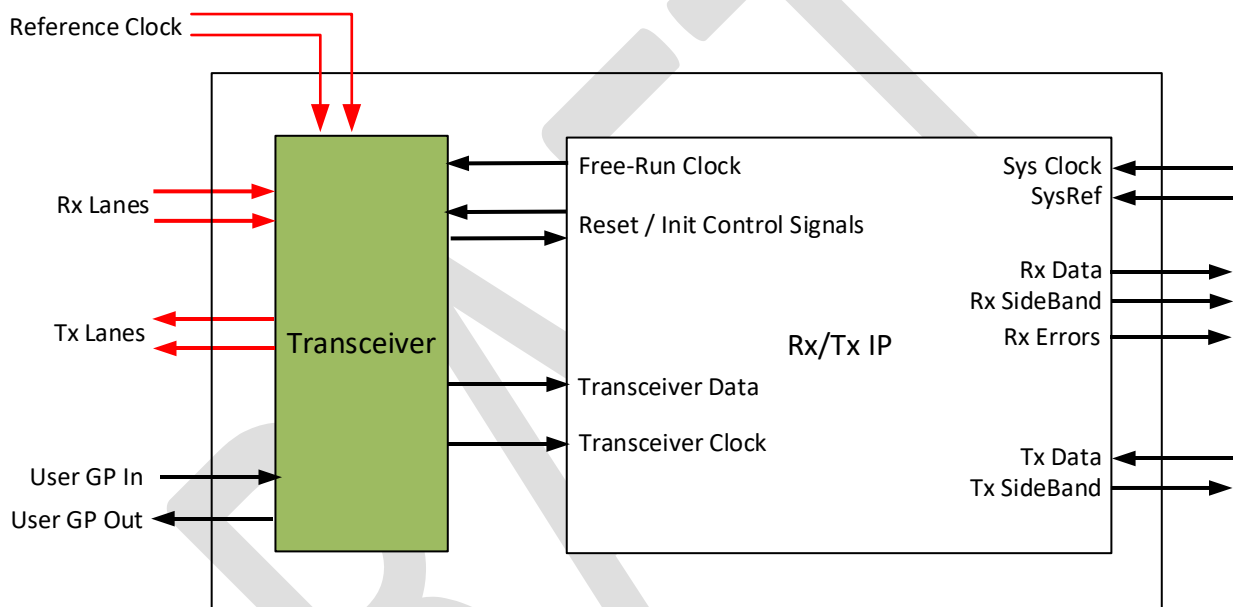 Reference Clock
Free-Run Clock
Sys Clock
SysRef
Rx Lanes
Reset / Init Control Signals
Rx Data
Rx SideBand
Rx Errors
Tx Lanes
Transceiver
Rx/Tx IP
Transceiver Data
Transceiver Clock
User GP In
User GP Out
Tx Data
Tx SideBand